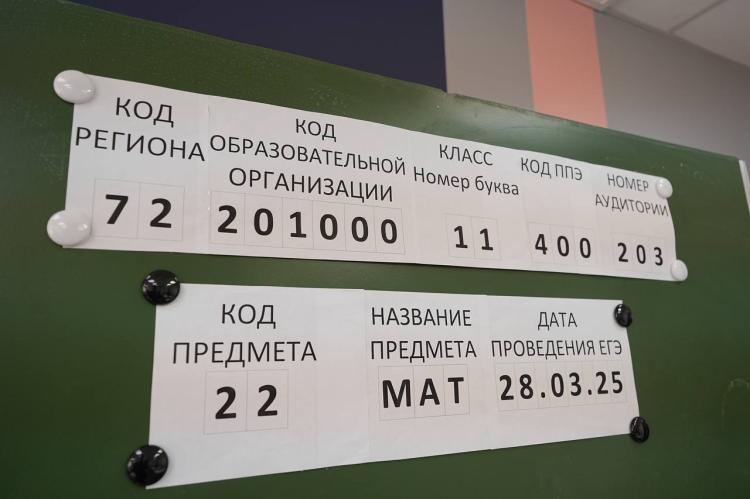 КОД РЕГИОНА
72
КОД ОБРАЗОВАТЕЛЬНОЙ ОРГАНИЗАЦИИ
201000
КЛАСС
Номер буква
11
КОД ППЭ
400
НОМЕР АУДИТОРИИ
203
КОД ПРЕДМЕТА
22
НАЗВАНИЕ ПРЕДМЕТА
МАТ
ДАТА ПРОВЕДЕНИЯ ЕГЭ
28.03.25